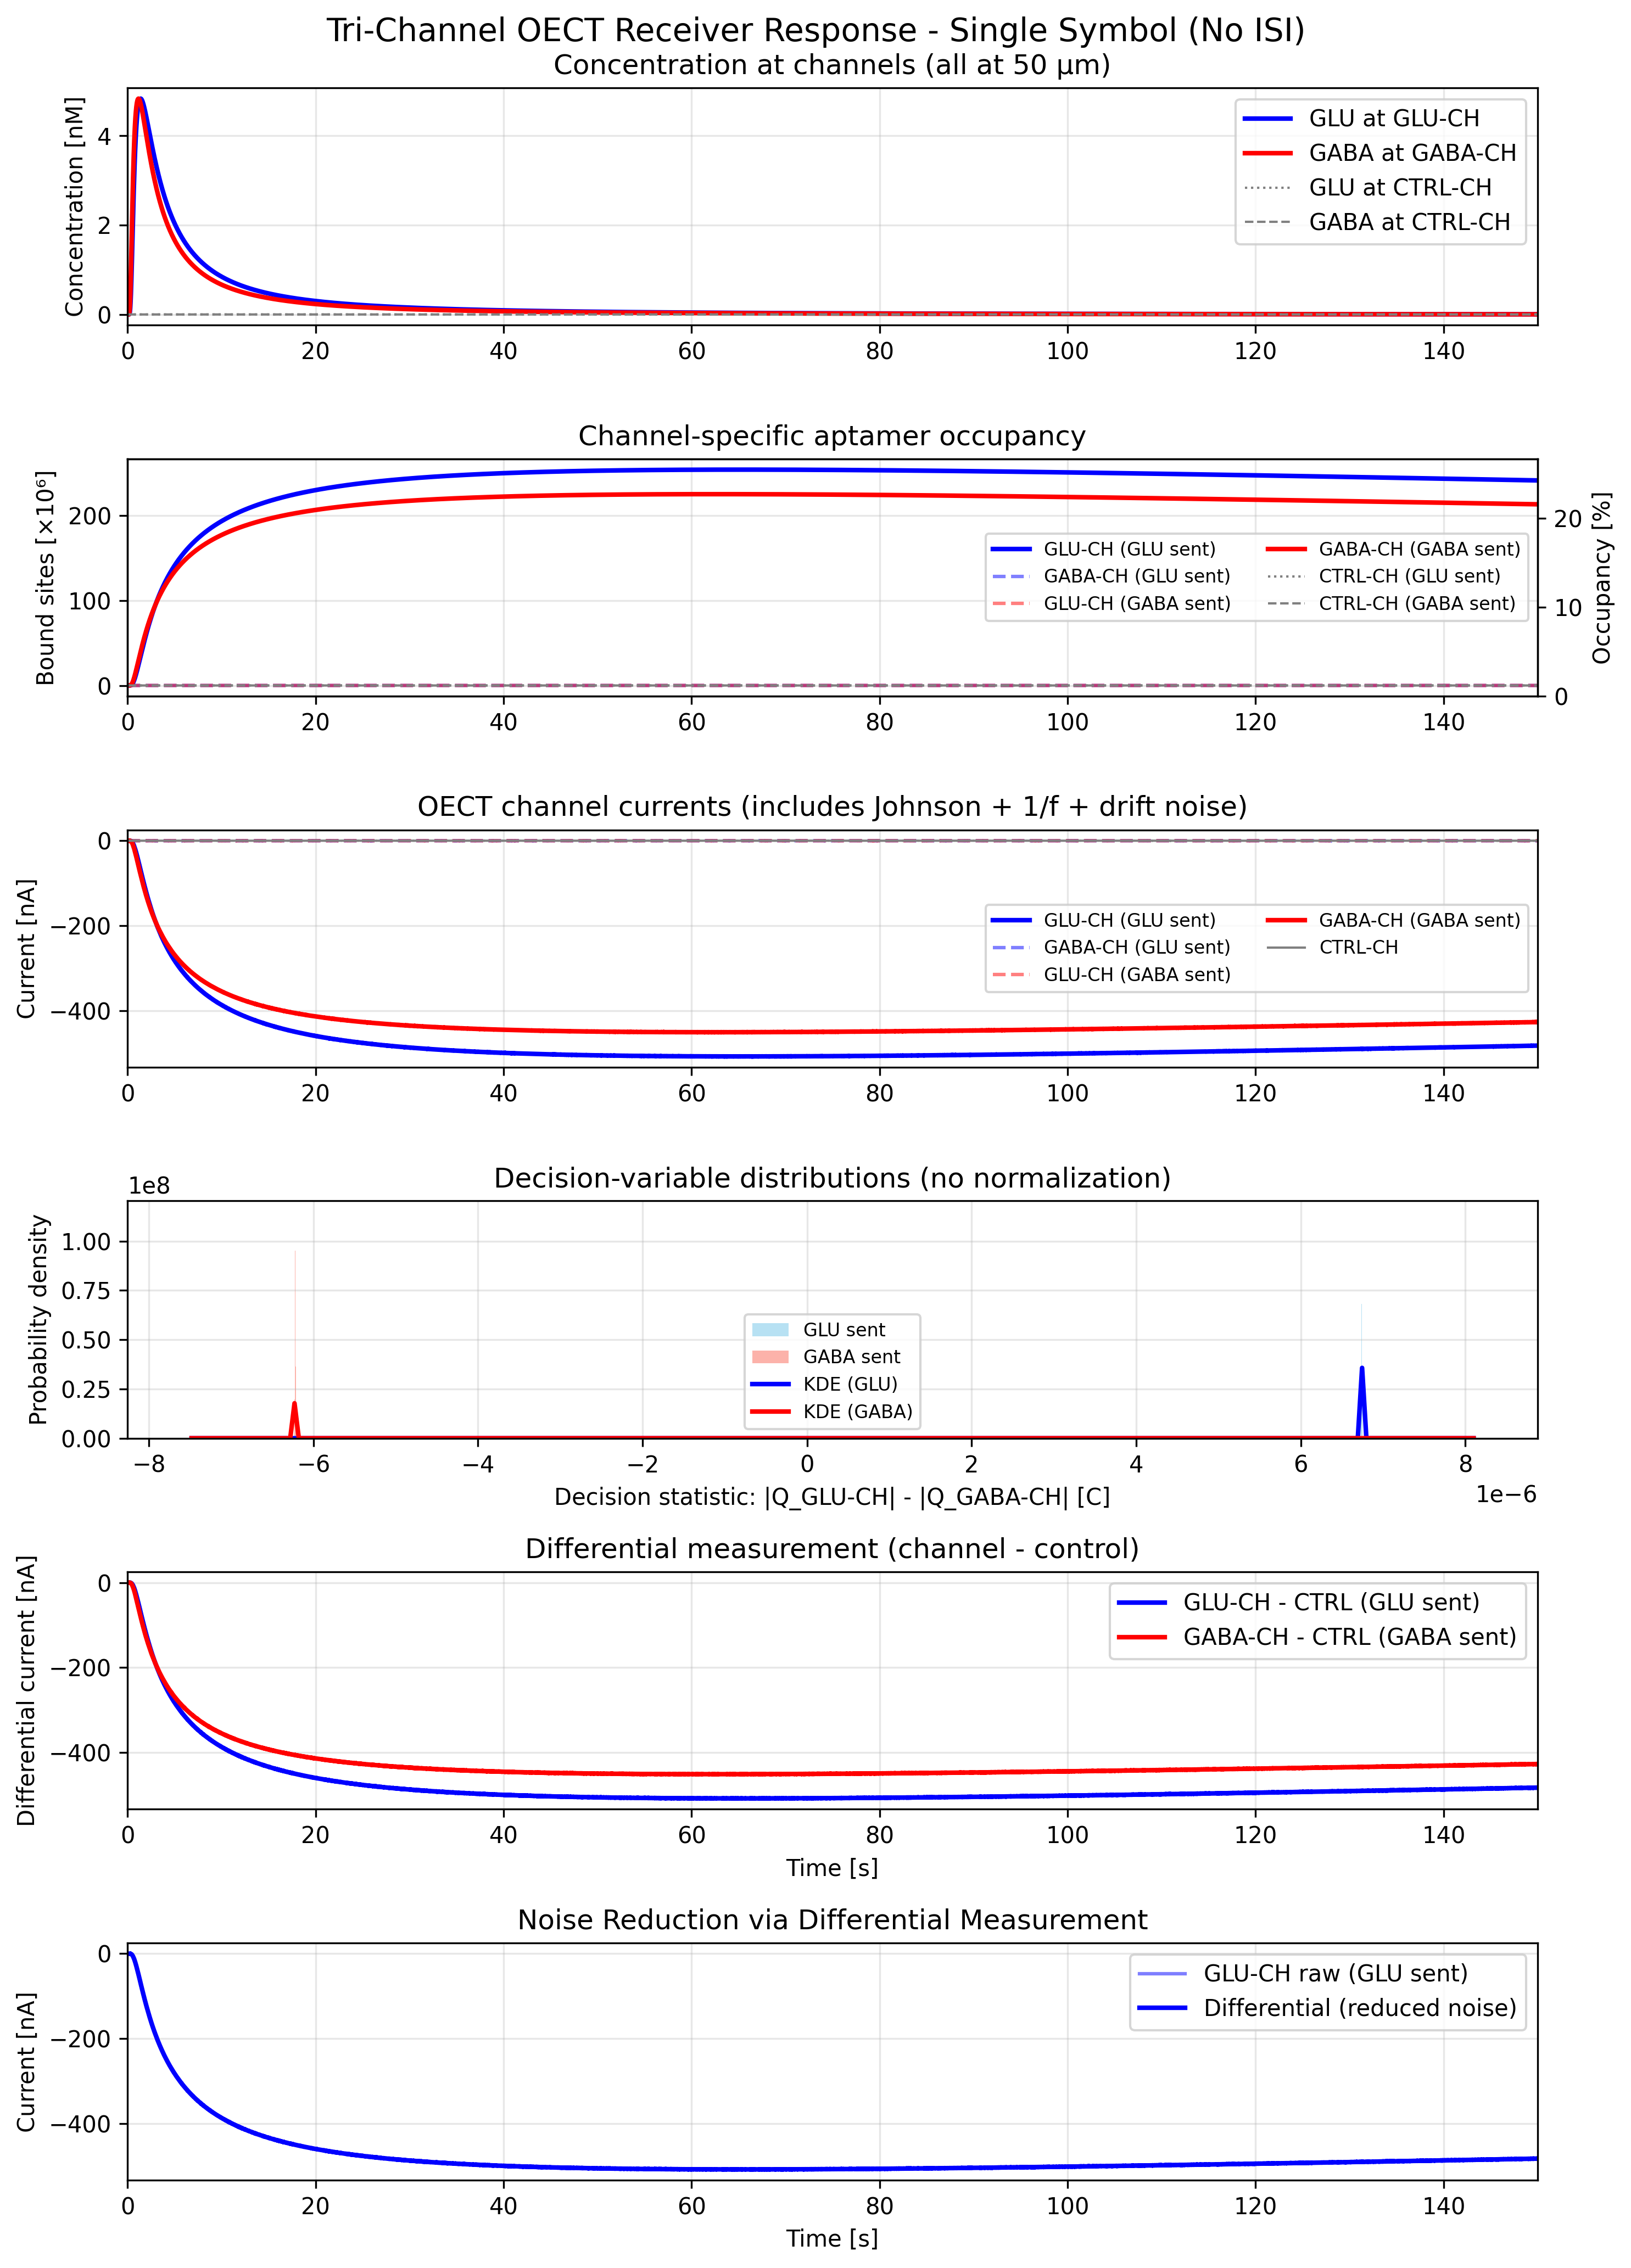 Tri-Channel OECT Receiver Response - Single Symbol (No ISI)
Concentration at channels (all at 50 μm)
Concentration [nM]
4
2
0
GLU at GLU-CH
GABA at GABA-CH
GLU at CTRL-CH
GABA at CTRL-CH
0 20 40 60 80 100 120 140
Channel-specific aptamer occupancy
Bound sites [×10⁶]
200
100
0
GLU-CH (GLU sent)
GABA-CH (GLU sent)
GLU-CH (GABA sent)
GABA-CH (GABA sent)
CTRL-CH (GLU sent)
CTRL-CH (GABA sent)
20
10
0
Occupancy [%]
0 20 40 60 80 100 120 140
OECT channel currents (includes Johnson + 1/f + drift noise)
Current [nA]
0
−200
−400
GLU-CH (GLU sent)
GABA-CH (GLU sent)
GLU-CH (GABA sent)
GABA-CH (GABA sent)
CTRL-CH
0 20 40 60 80 100 120 140
Decision-variable distributions (no normalization)
1e8
Probability density
1.00
0.75
0.50
0.25
0.00
GLU sent
GABA sent
KDE (GLU)
KDE (GABA)
−8 −6 −4 −2 0 2 4 6 8
Decision statistic: |Q_GLU-CH| - |Q_GABA-CH| [C]
1e−6
Differential measurement (channel - control)
Differential current [nA]
0
−200
−400
GLU-CH - CTRL (GLU sent)
GABA-CH - CTRL (GABA sent)
0 20 40 60 80 100 120 140
Time [s]
Noise Reduction via Differential Measurement
Current [nA]
0
−200
−400
GLU-CH raw (GLU sent)
Differential (reduced noise)
0 20 40 60 80 100 120 140
Time [s]